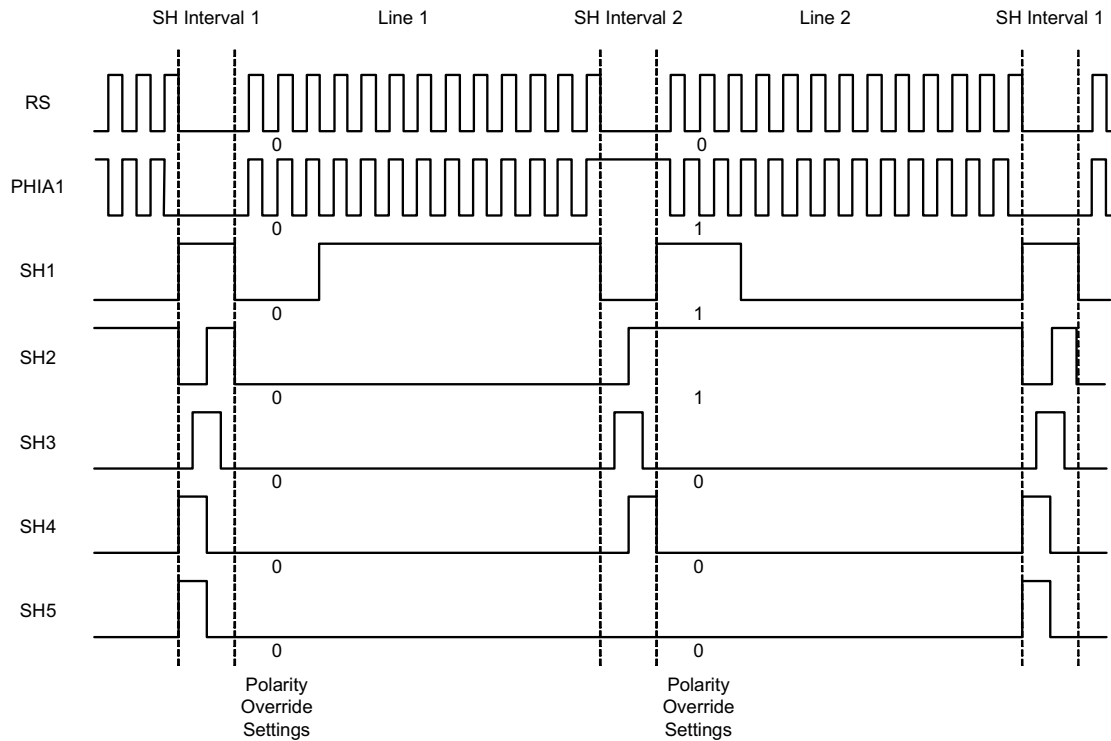 SH Interval 1 Line 1 SH Interval 2 Line 2 SH Interval 1
RS
0 0
PHIA1
0 1
SH1
0 1
SH2
0 1
SH3
0 0
SH4
0 0
SH5
0 0
Polarity Polarity
Override Override
Settings Settings